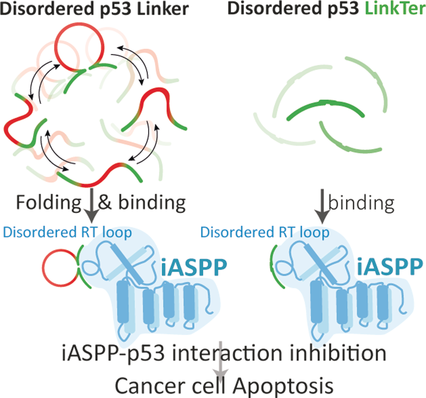 Disordered p53 Linker
Disordered p53 LinkTer
Folding & binding
binding
Disordered RT loop
Disordered RT loop
iASPP
iASPP
iASPP-p53 interaction inhibition
Cancer cell Apoptosis